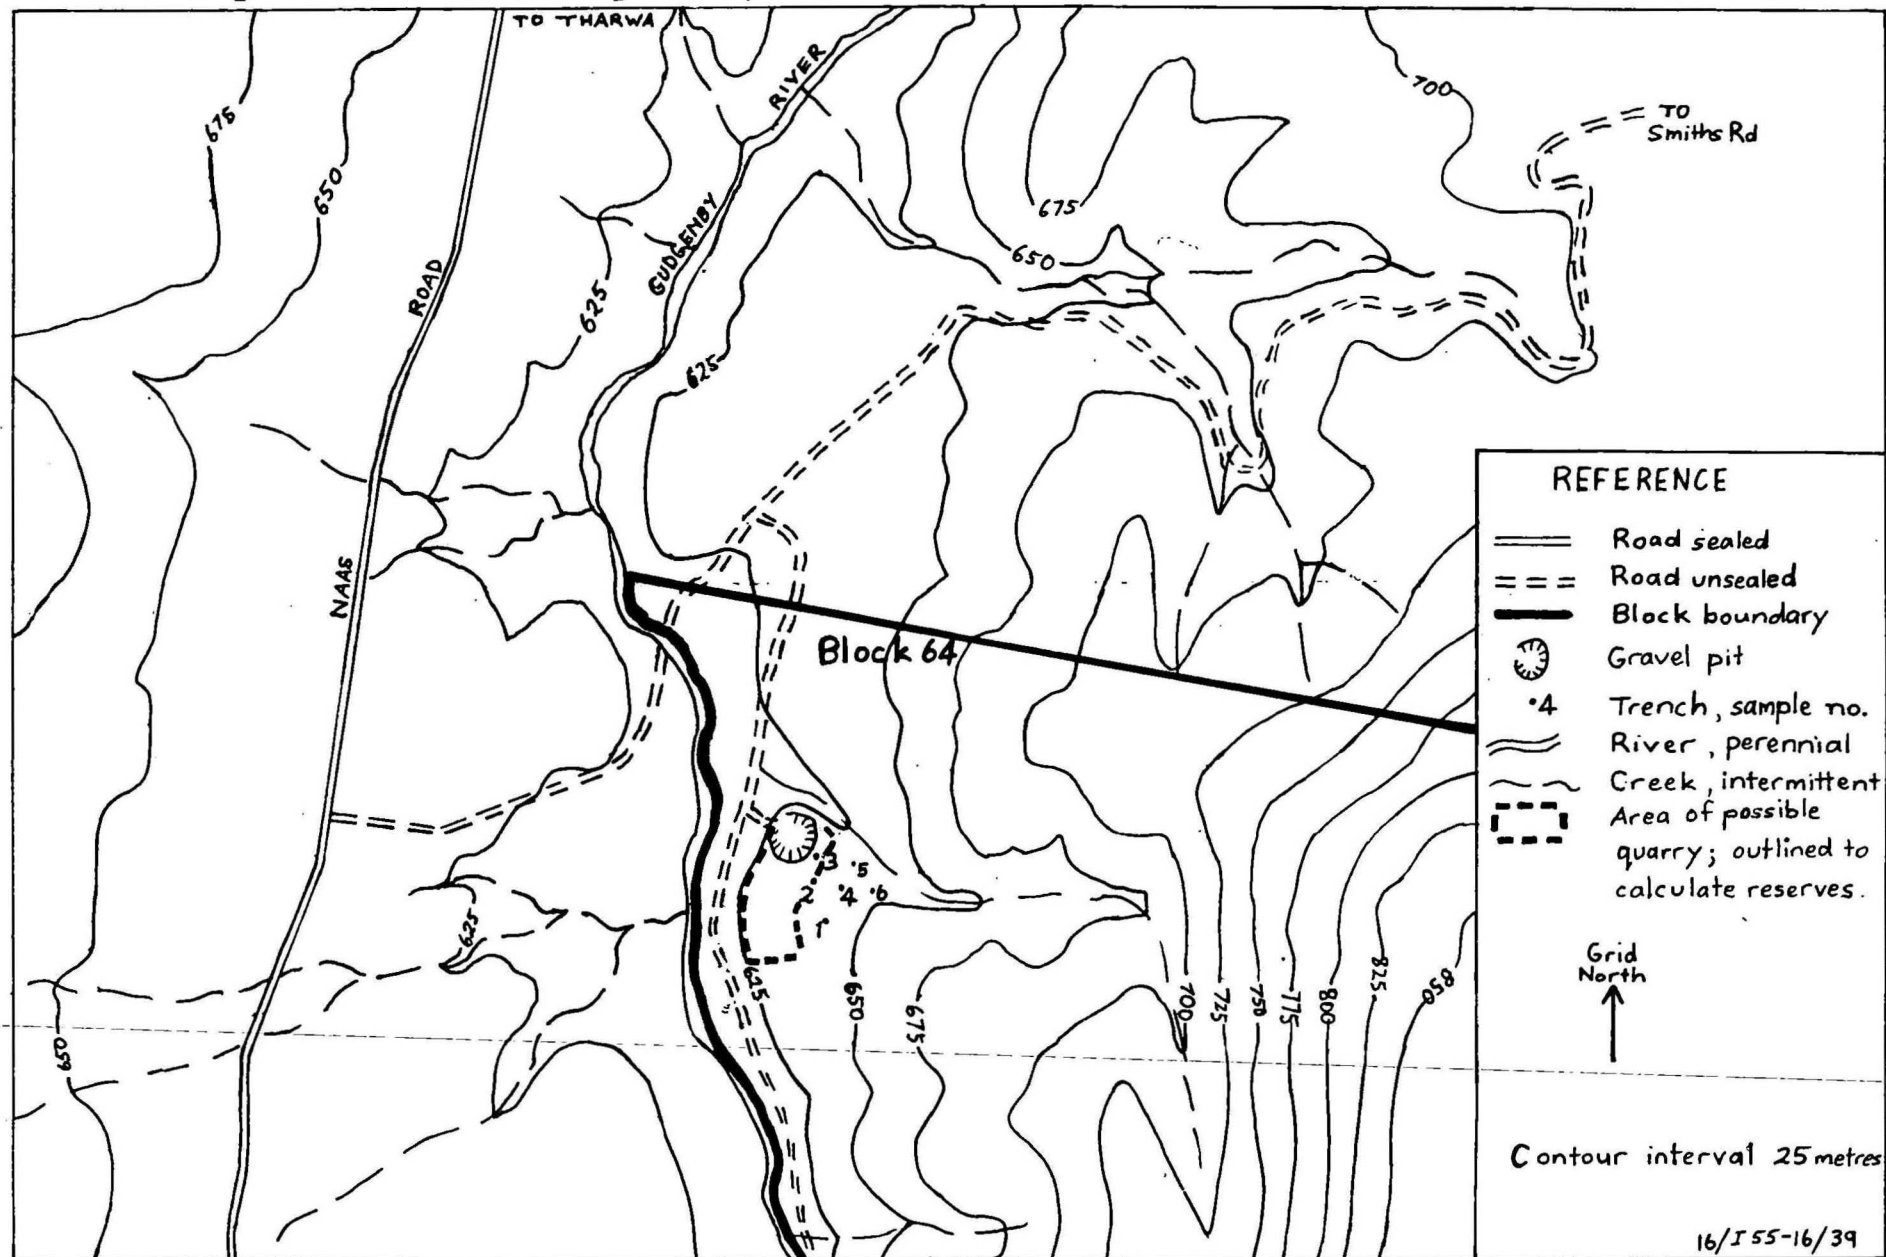 TO THARWA
RIVER
700
TO
Smiths Rd
675
650
GUDGENBY
675
650
ROAD
625
625
NAAS
Block 64
3
5
2
4
6
1
625
625
650
675
650
700
725
750
775
800
825
850
REFERENCE
Road sealed
Road unsealed
Block boundary
Gravel pit
4 Trench, sample no.
River, perennial
Creek, intermittent
Area of possible
quarry; outlined to
calculate reserves.
Grid
North
Contour interval 25 metres
16/I 55-16/39